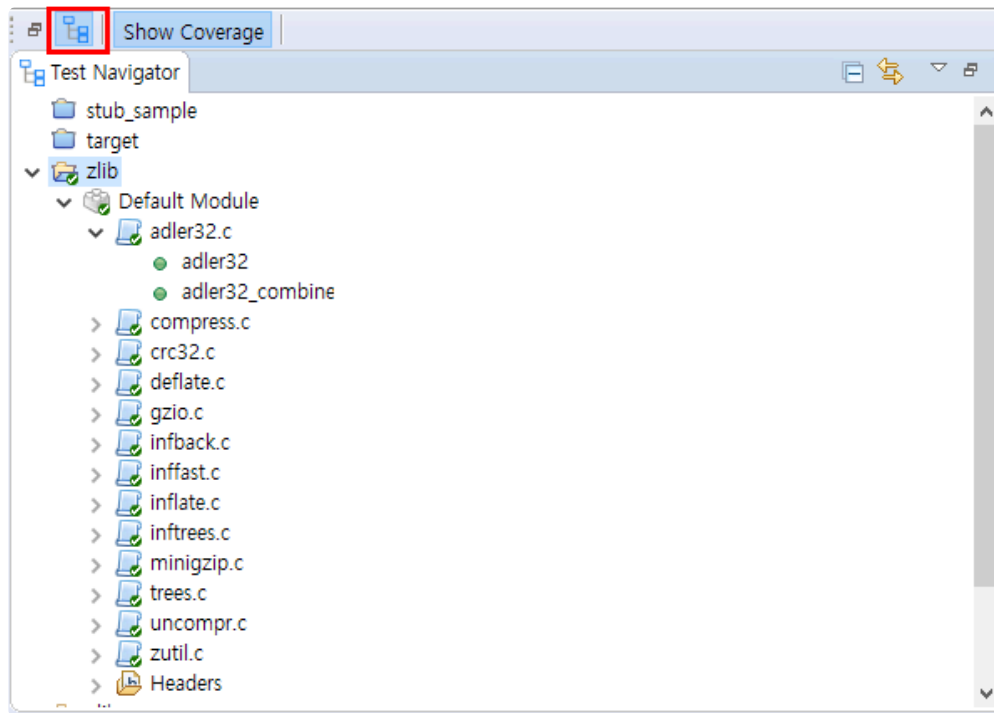 Show Coverage
Test Navigator
stub_sample
target
zlib
Default Module
adler32.c
adler32
adler32_combine
compress.c
crc32.c
deflate.c
gzio.c
infback.c
inffast.c
inflate.c
inftrees.c
minigzip.c
trees.c
uncompr.c
zutil.c
Headers